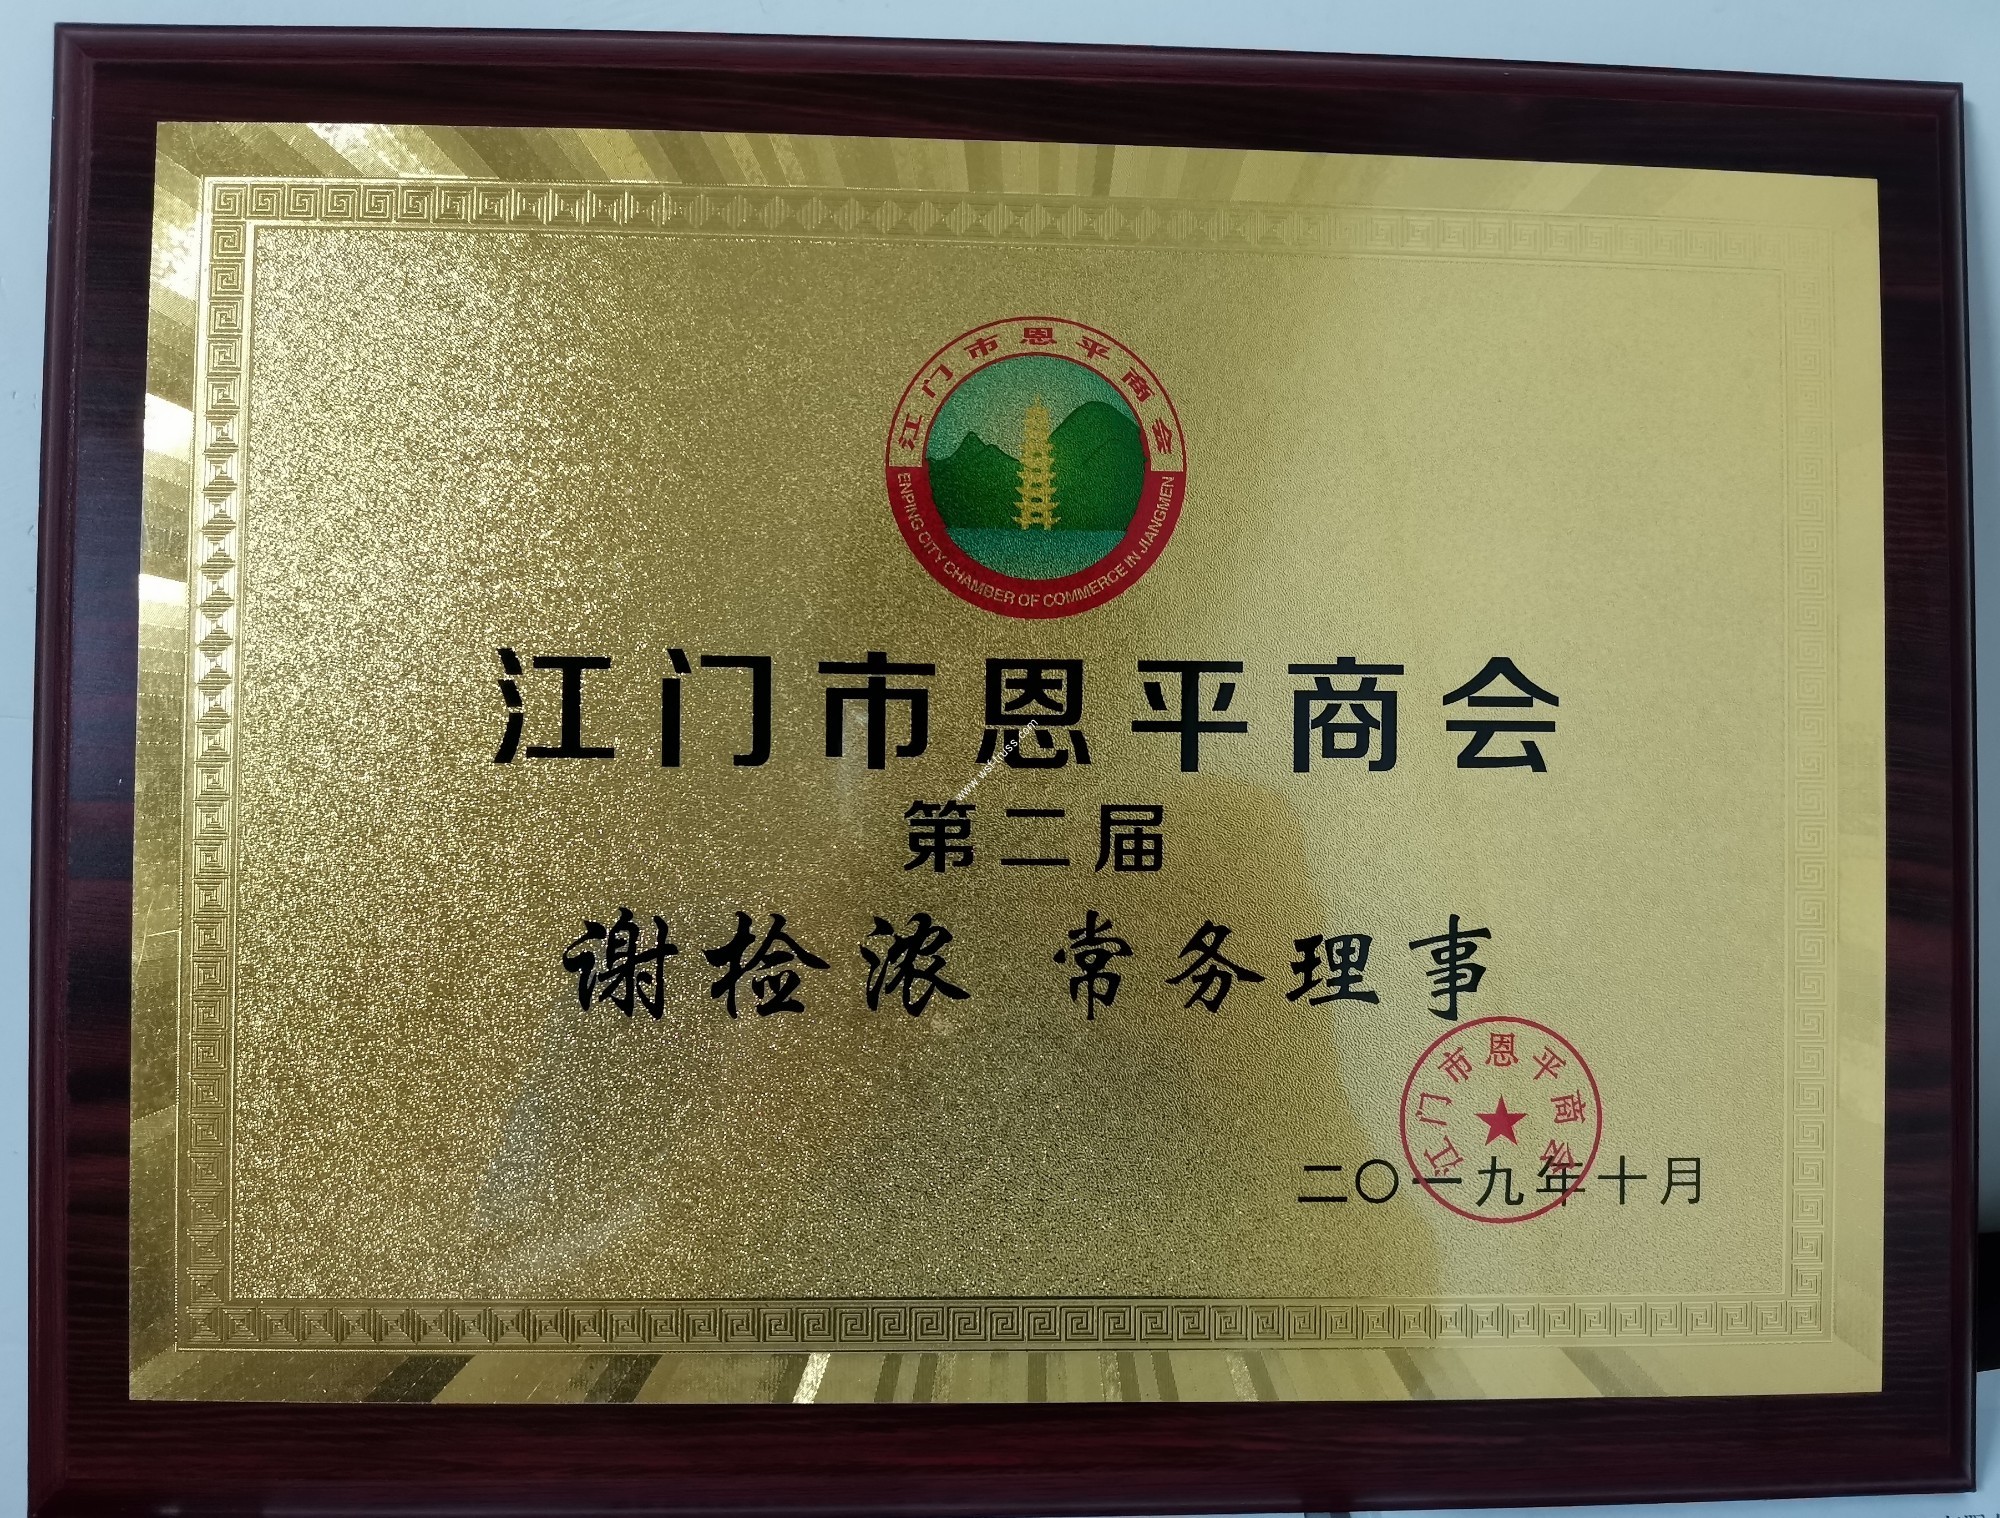 江门市恩平商会
ENPING CITY CHAMBER OF COMMERCE IN JIANGMEN
江门市恩平商会
第二届
谢检浓 常务理事
江门市恩平商会
二〇一九年十月